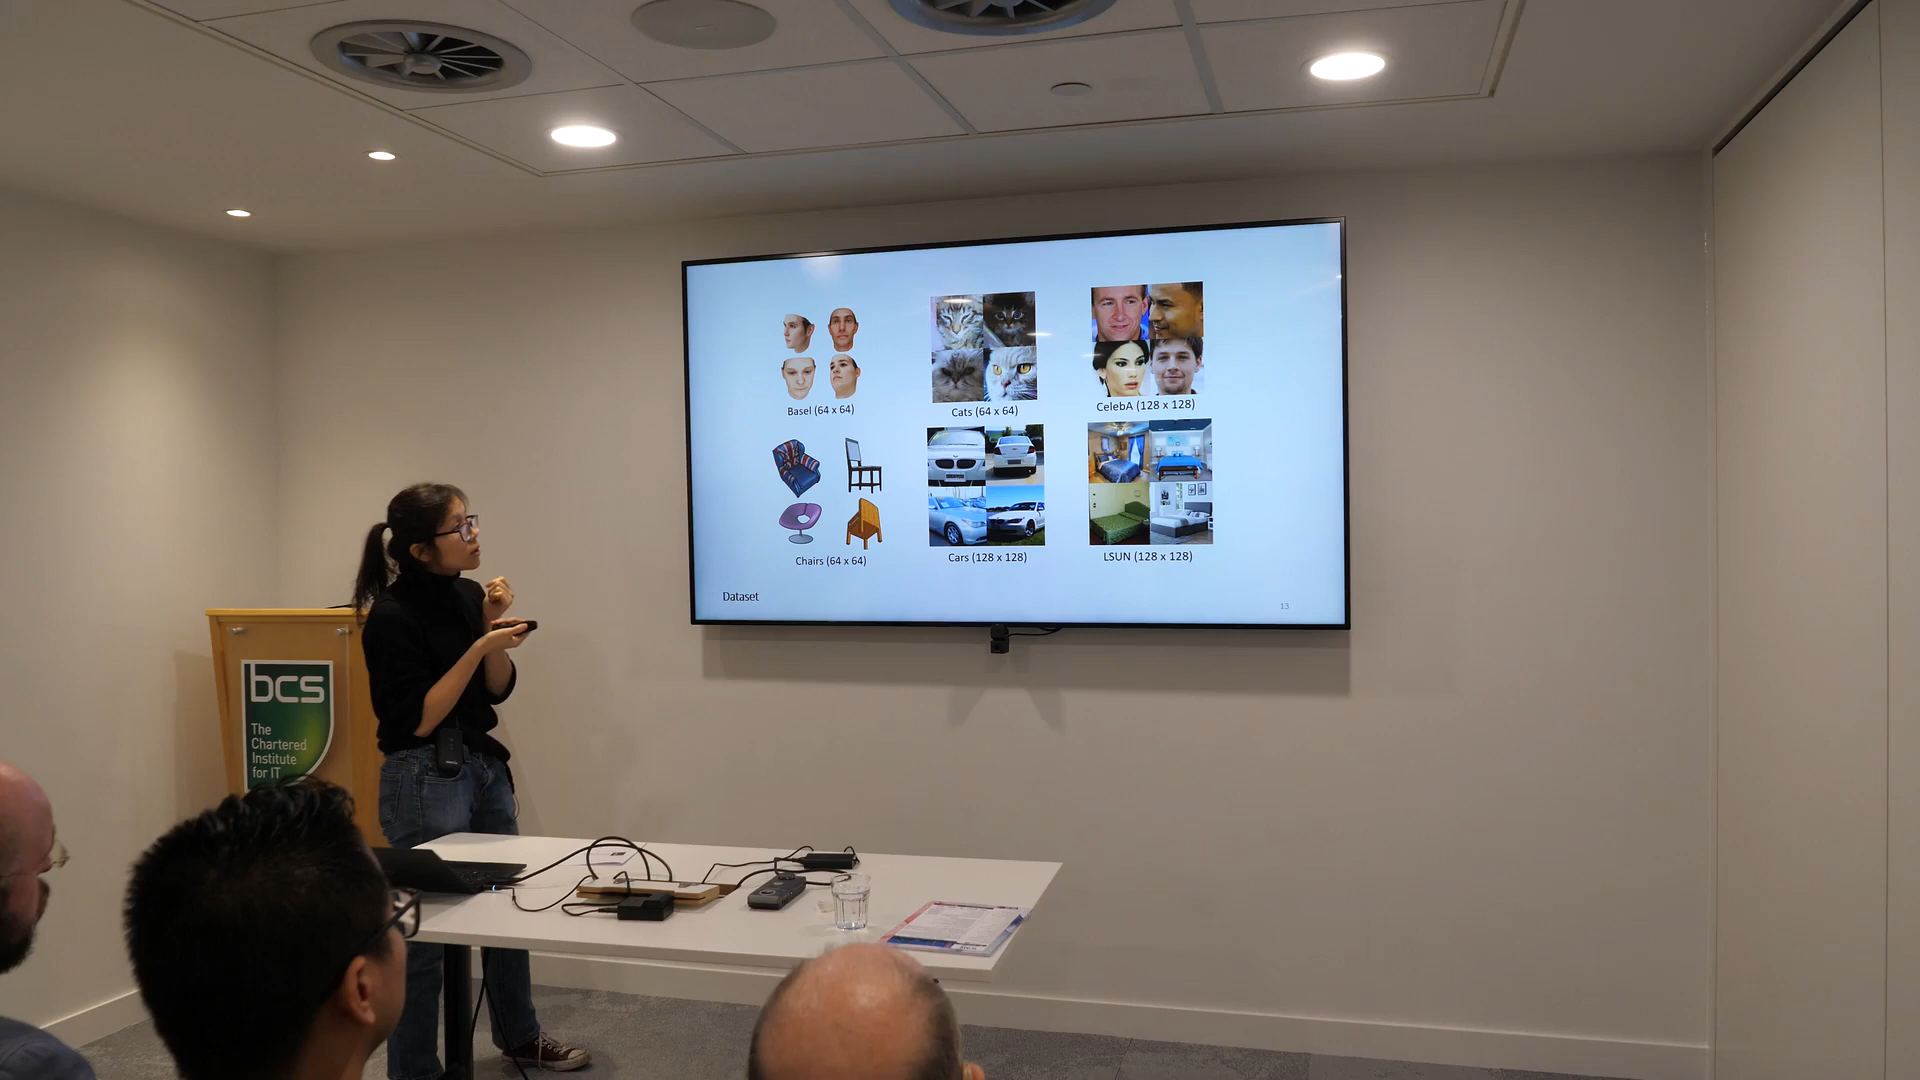 Basel (64 x 64)
Cats (64 x 64)
CelebA (128 x 128)
Chairs (64 x 64)
Cars (128 x 128)
LSUN (128 x 128)
Dataset
13
bcs
The
Chartered
Institute
for IT